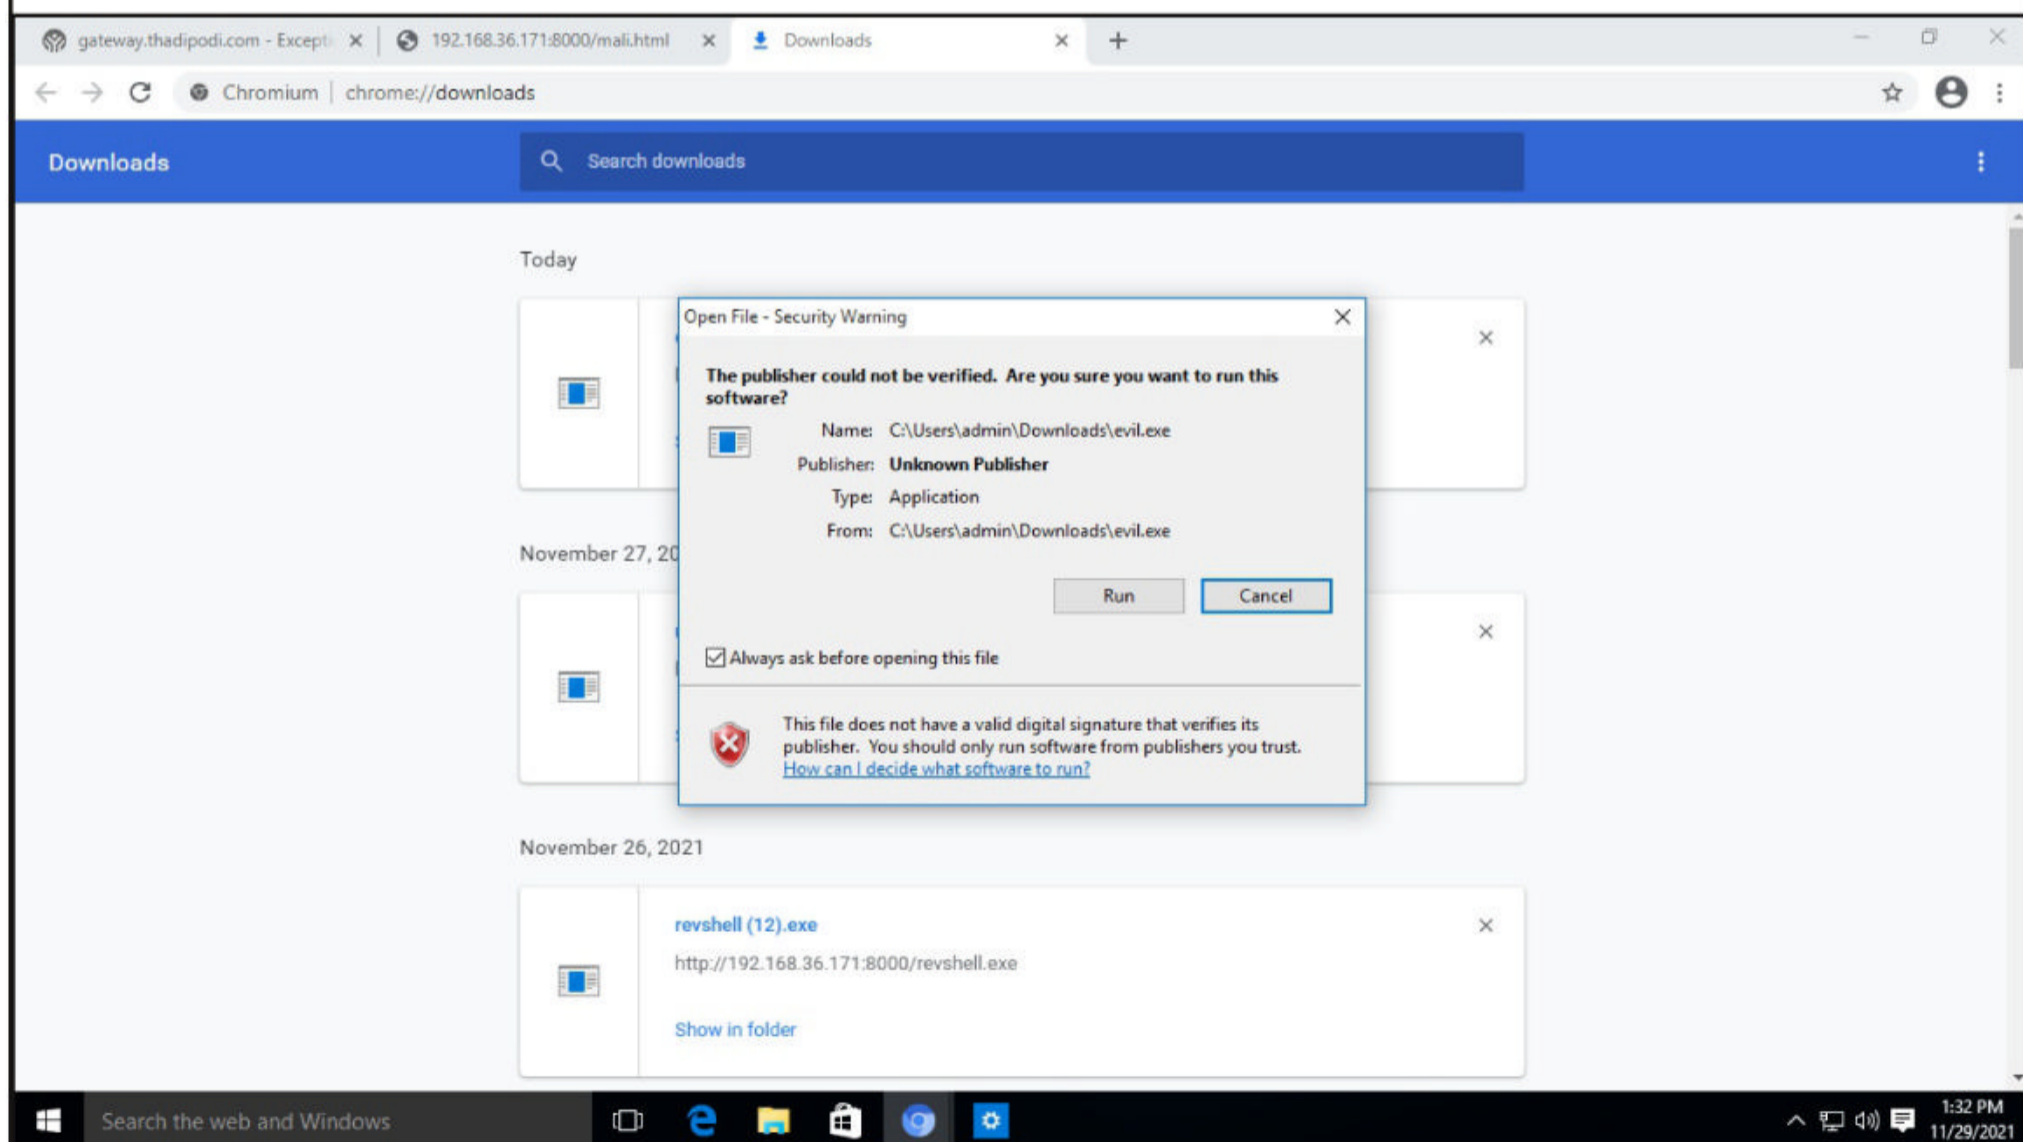 gateway.thadipodi.com - Excepti
192.168.36.171:8000/mali.html
Downloads
Chromium | chrome://downloads
Downloads
Search downloads
Today
Open File - Security Warning
The publisher could not be verified. Are you sure you want to run this
software?
Name: C:\Users\admin\Downloads\evil.exe
Publisher: Unknown Publisher
Type: Application
From: C:\Users\admin\Downloads\evil.exe
Run
Cancel
Always ask before opening this file
This file does not have a valid digital signature that verifies its
publisher. You should only run software from publishers you trust.
How can I decide what software to run?
November 27, 20
November 26, 2021
revshell (12).exe
http://192.168.36.171:8000/revshell.exe
Show in folder
Search the web and Windows
1:32 PM
11/29/2021